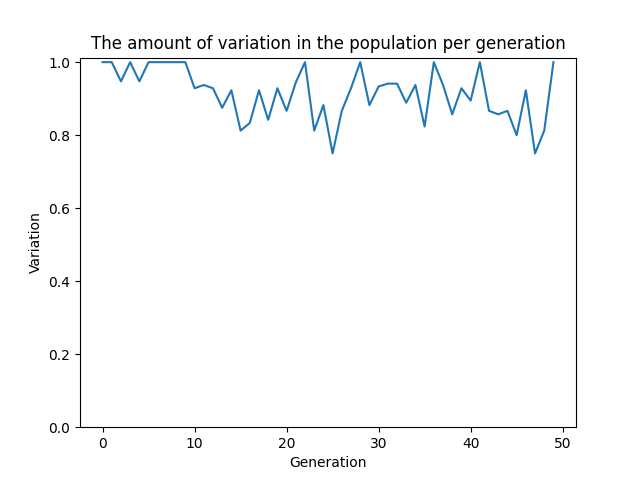 The amount of variation in the population per generation
1.0
0.8
0.6
0.4
0.2
0.0
Variation
0 10 20 30 40 50
Generation